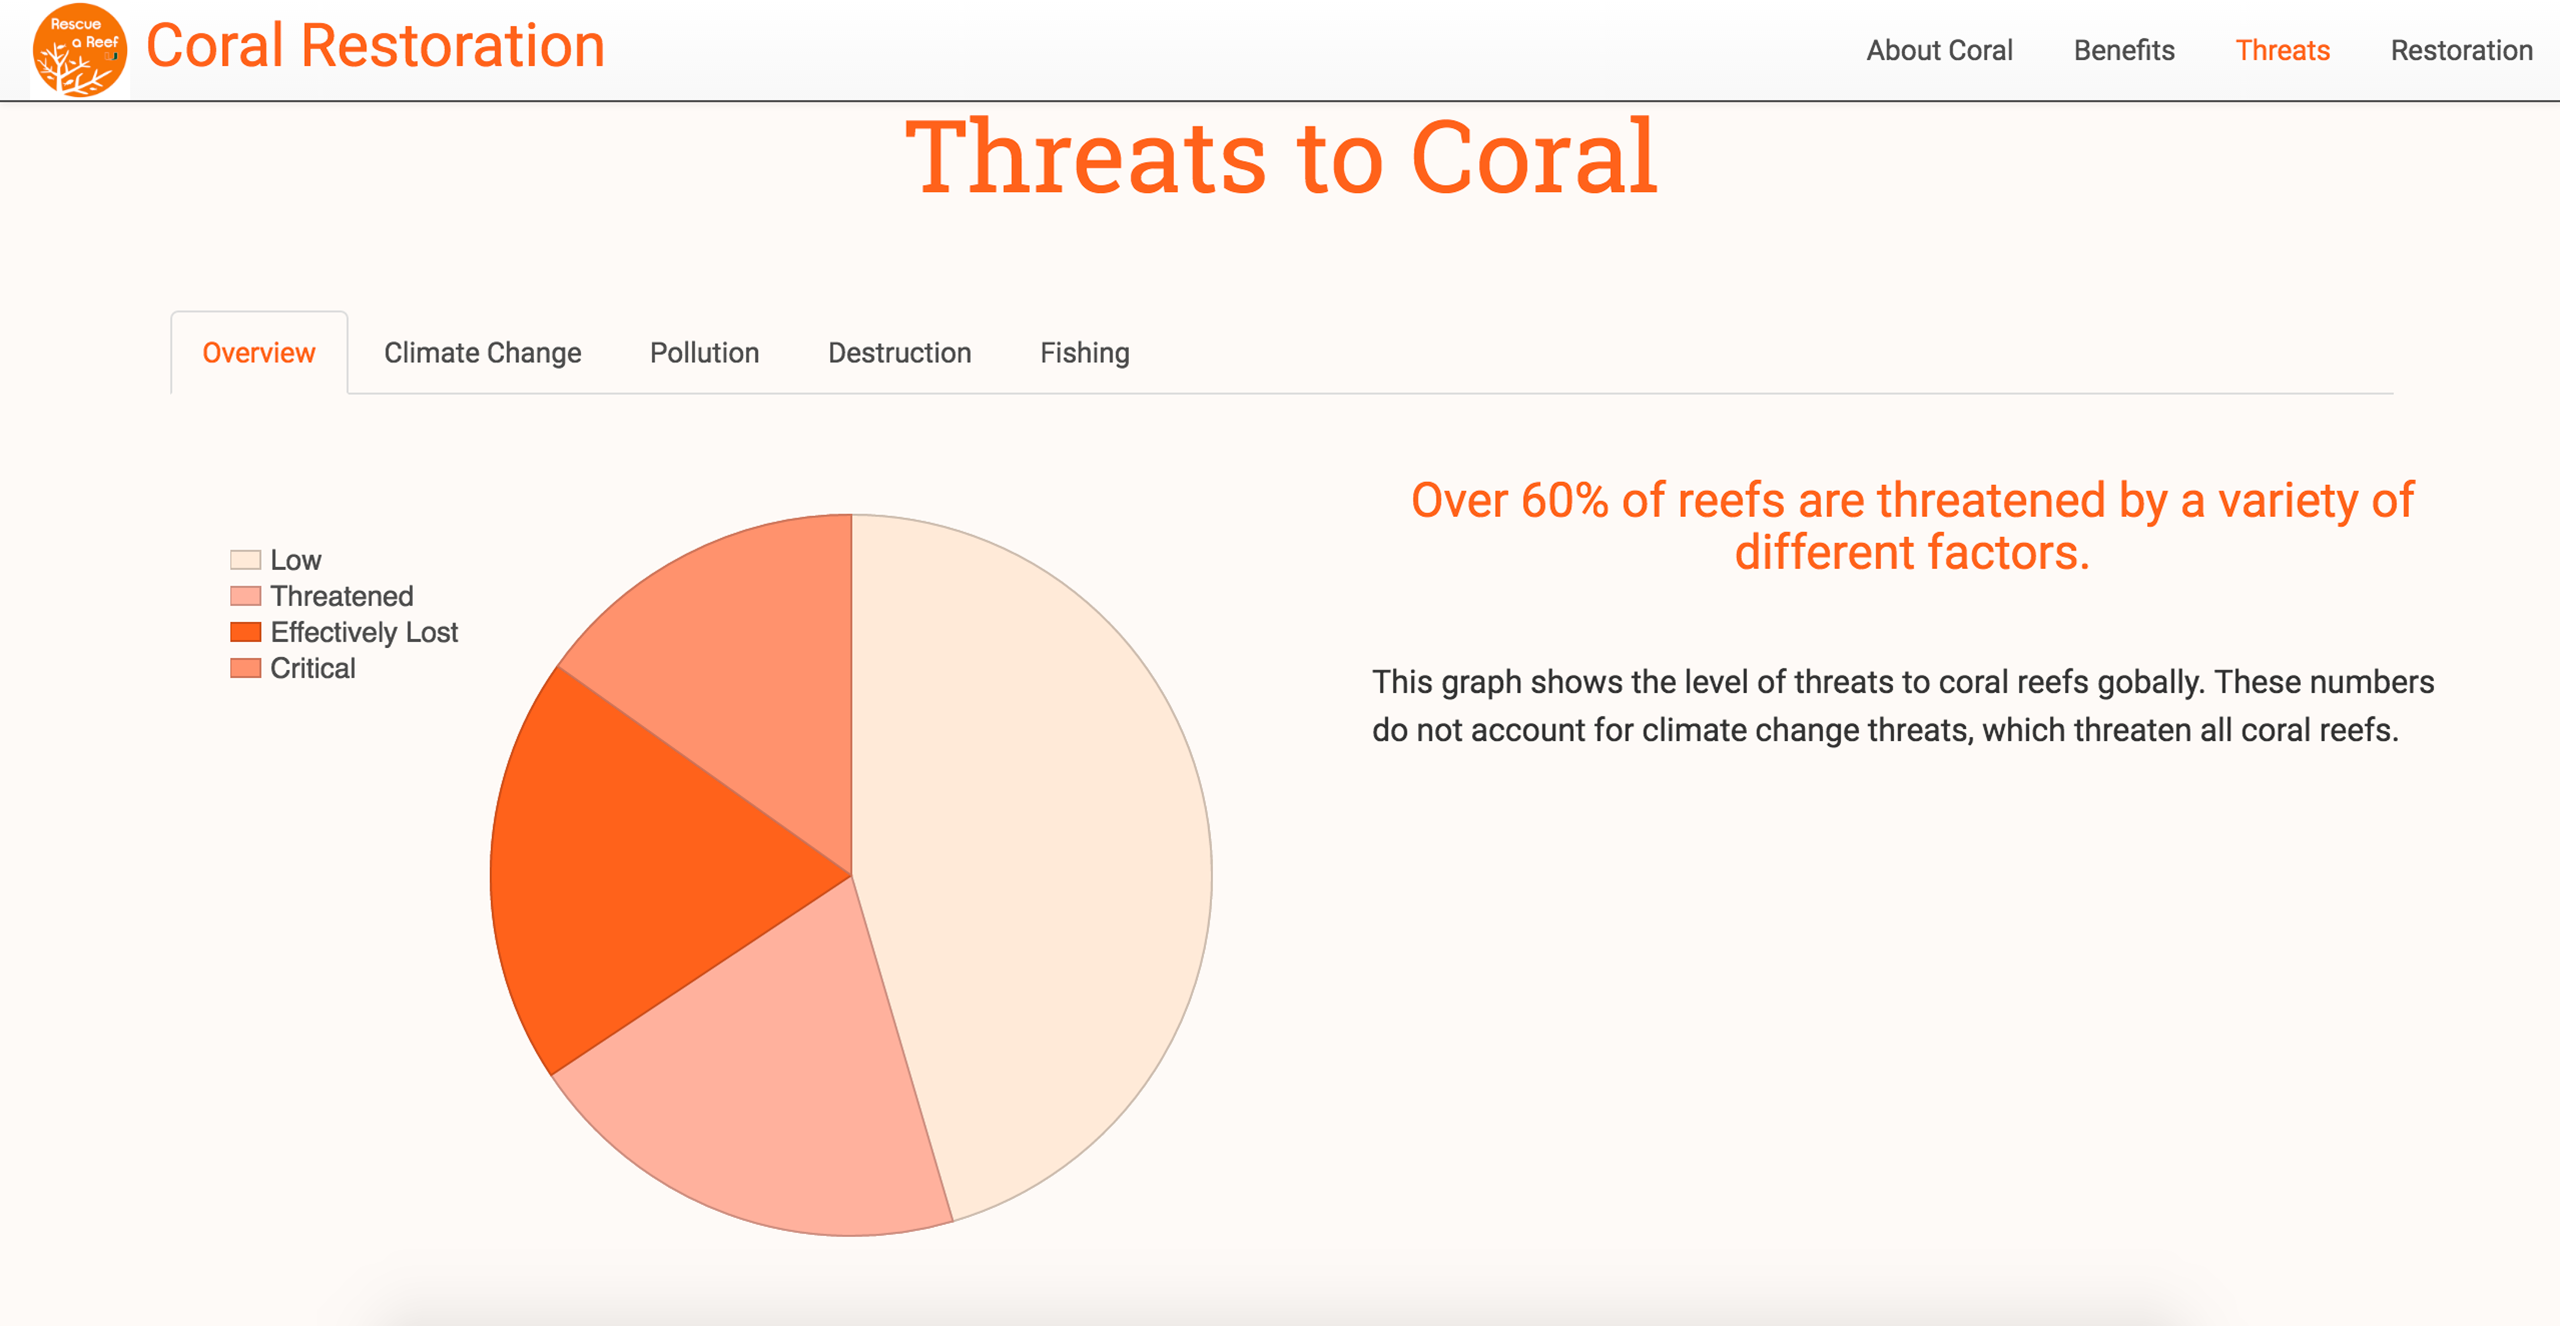 Rescue
a Reef
Coral Restoration
About Coral
Benefits
Threats
Restoration
Threats to Coral
Overview
Climate Change
Pollution
Destruction
Fishing
Low
Threatened
Effectively Lost
Critical
Over 60% of reefs are threatened by a variety of
different factors.
This graph shows the level of threats to coral reefs gobally. These numbers
do not account for climate change threats, which threaten all coral reefs.